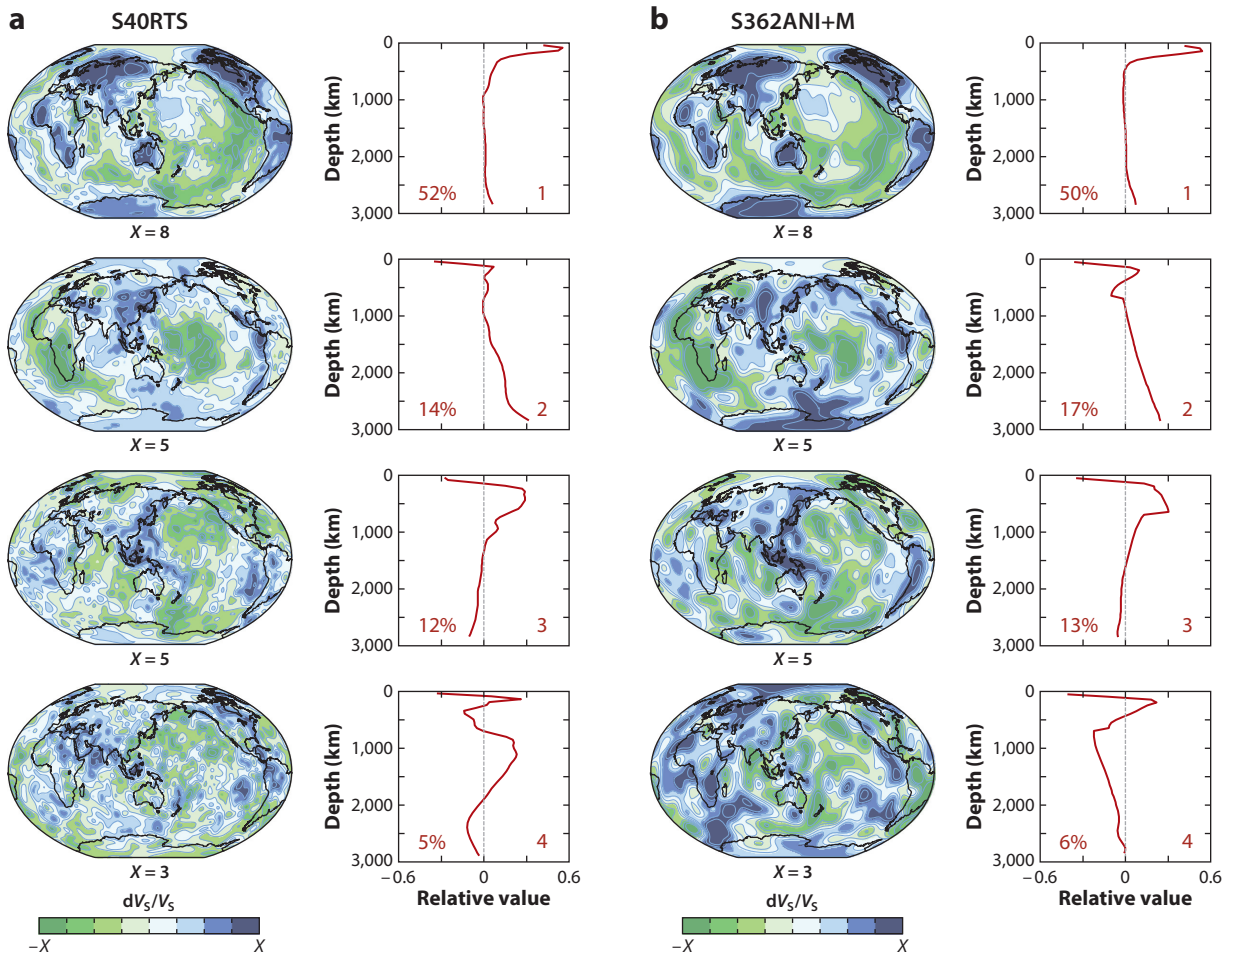 a S40RTS
0
1,000
2,000
3,000
Depth (km)
52% 1
X = 8
0
1,000
2,000
3,000
Depth (km)
14% 2
X = 5
0
1,000
2,000
3,000
Depth (km)
12% 3
X = 5
0
1,000
2,000
3,000
Depth (km)
5% 4
X = 3
−0.6 0 0.6
Relative value
dVS/VS
−X X
b S362ANI+M
0
1,000
2,000
3,000
Depth (km)
50% 1
X = 8
0
1,000
2,000
3,000
Depth (km)
17% 2
X = 5
0
1,000
2,000
3,000
Depth (km)
13% 3
X = 5
0
1,000
2,000
3,000
Depth (km)
6% 4
X = 3
−0.6 0 0.6
Relative value
dVS/VS
−X X